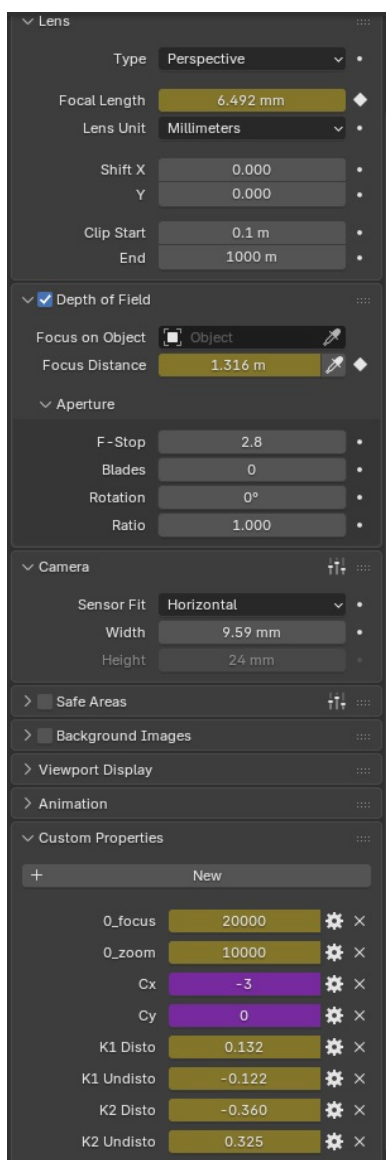 Lens
Type Perspective
Focal Length 6.492 mm
Lens Unit Millimeters
Shift X 0.000
Y 0.000
Clip Start 0.1 m
End 1000 m
Depth of Field
Focus on Object Object
Focus Distance 1.316 m
Aperture
F-Stop 2.8
Blades 0
Rotation 0°
Ratio 1.000
Camera
Sensor Fit Horizontal
Width 9.59 mm
Height 24 mm
Safe Areas
Background Images
Viewport Display
Animation
Custom Properties
+ New
0_focus 20000
0_zoom 10000
Cx -3
Cy 0
K1 Disto 0.132
K1 Undisto -0.122
K2 Disto -0.360
K2 Undisto 0.325